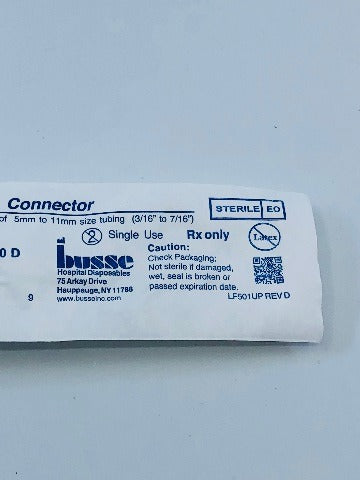 Connector
of 5mm to 11mm size tubing (3/16" to 7/16")
STERILE EO
2 Single Use Rx only
Latex
0 D
busse
Hospital Disposables
75 Arkay Drive
Hauppauge, NY 11788
www.busseinc.com
9
Caution:
Check Packaging;
Not sterile if damaged,
wet, seal is broken or
passed expiration date.
LF501UP REV D